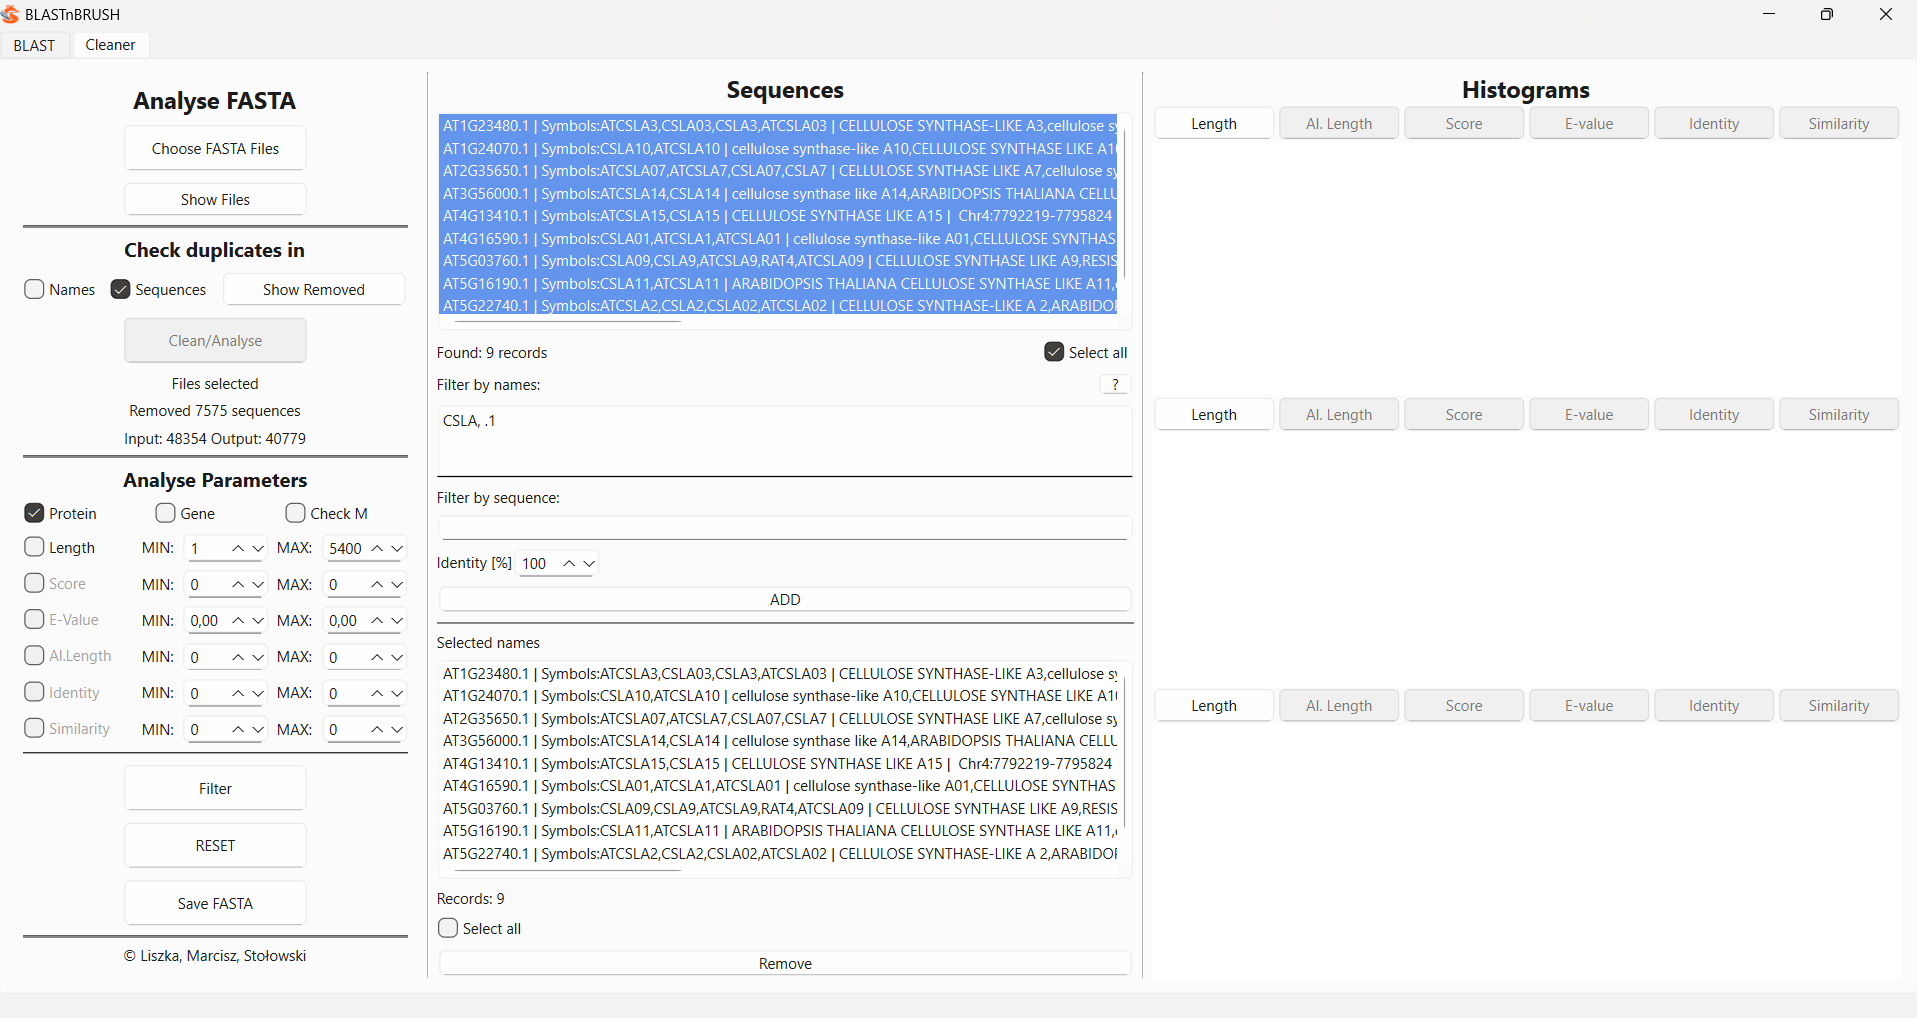 BLASTnBRUSH
BLAST Cleaner
Analyse FASTA
Choose FASTA Files
Show Files
Check duplicates in
Names Sequences Show Removed
Clean/Analyse
Files selected
Removed 7575 sequences
Input: 48354 Output: 40779
Analyse Parameters
Protein Gene Check M
Length MIN: 1 MAX: 5400
Score MIN: 0 MAX: 0
E-Value MIN: 0,00 MAX: 0,00
Al.Length MIN: 0 MAX: 0
Identity MIN: 0 MAX: 0
Similarity MIN: 0 MAX: 0
Filter
RESET
Save FASTA
© Liszka, Marcisz, Stołowski
Sequences
AT1G23480.1 | Symbols:ATCSLA3,CSLA03,CSLA3,ATCSLA03 | CELLULOSE SYNTHASE-LIKE A3,cellulose sy
AT1G24070.1 | Symbols:CSLA10,ATCSLA10 | cellulose synthase-like A10,CELLULOSE SYNTHASE LIKE A1
AT2G35650.1 | Symbols:ATCSLA07,ATCSLA7,CSLA07,CSLA7 | CELLULOSE SYNTHASE LIKE A7,cellulose sy
AT3G56000.1 | Symbols:ATCSLA14,CSLA14 | cellulose synthase like A14,ARABIDOPSIS THALIANA CELLU
AT4G13410.1 | Symbols:ATCSLA15,CSLA15 | CELLULOSE SYNTHASE LIKE A15 | Chr4:7792219-7795824
AT4G16590.1 | Symbols:CSLA01,ATCSLA1,ATCSLA01 | cellulose synthase-like A01,CELLULOSE SYNTHAS
AT5G03760.1 | Symbols:CSLA09,CSLA9,ATCSLA9,RAT4,ATCSLA09 | CELLULOSE SYNTHASE LIKE A9,RESIS
AT5G16190.1 | Symbols:CSLA11,ATCSLA11 | ARABIDOPSIS THALIANA CELLULOSE SYNTHASE LIKE A11,
AT5G22740.1 | Symbols:ATCSLA2,CSLA2,CSLA02,ATCSLA02 | CELLULOSE SYNTHASE-LIKE A 2,ARABIDO
Found: 9 records Select all
Filter by names: ?
CSLA, .1
Filter by sequence:
Identity [%] 100
ADD
Selected names
AT1G23480.1 | Symbols:ATCSLA3,CSLA03,CSLA3,ATCSLA03 | CELLULOSE SYNTHASE-LIKE A3,cellulose sy
AT1G24070.1 | Symbols:CSLA10,ATCSLA10 | cellulose synthase-like A10,CELLULOSE SYNTHASE LIKE A1
AT2G35650.1 | Symbols:ATCSLA07,ATCSLA7,CSLA07,CSLA7 | CELLULOSE SYNTHASE LIKE A7,cellulose sy
AT3G56000.1 | Symbols:ATCSLA14,CSLA14 | cellulose synthase like A14,ARABIDOPSIS THALIANA CELLU
AT4G13410.1 | Symbols:ATCSLA15,CSLA15 | CELLULOSE SYNTHASE LIKE A15 | Chr4:7792219-7795824
AT4G16590.1 | Symbols:CSLA01,ATCSLA1,ATCSLA01 | cellulose synthase-like A01,CELLULOSE SYNTHAS
AT5G03760.1 | Symbols:CSLA09,CSLA9,ATCSLA9,RAT4,ATCSLA09 | CELLULOSE SYNTHASE LIKE A9,RESIS
AT5G16190.1 | Symbols:CSLA11,ATCSLA11 | ARABIDOPSIS THALIANA CELLULOSE SYNTHASE LIKE A11,
AT5G22740.1 | Symbols:ATCSLA2,CSLA2,CSLA02,ATCSLA02 | CELLULOSE SYNTHASE-LIKE A 2,ARABIDO
Records: 9
Select all
Remove
Histograms
Length Al. Length Score E-value Identity Similarity
Length Al. Length Score E-value Identity Similarity
Length Al. Length Score E-value Identity Similarity